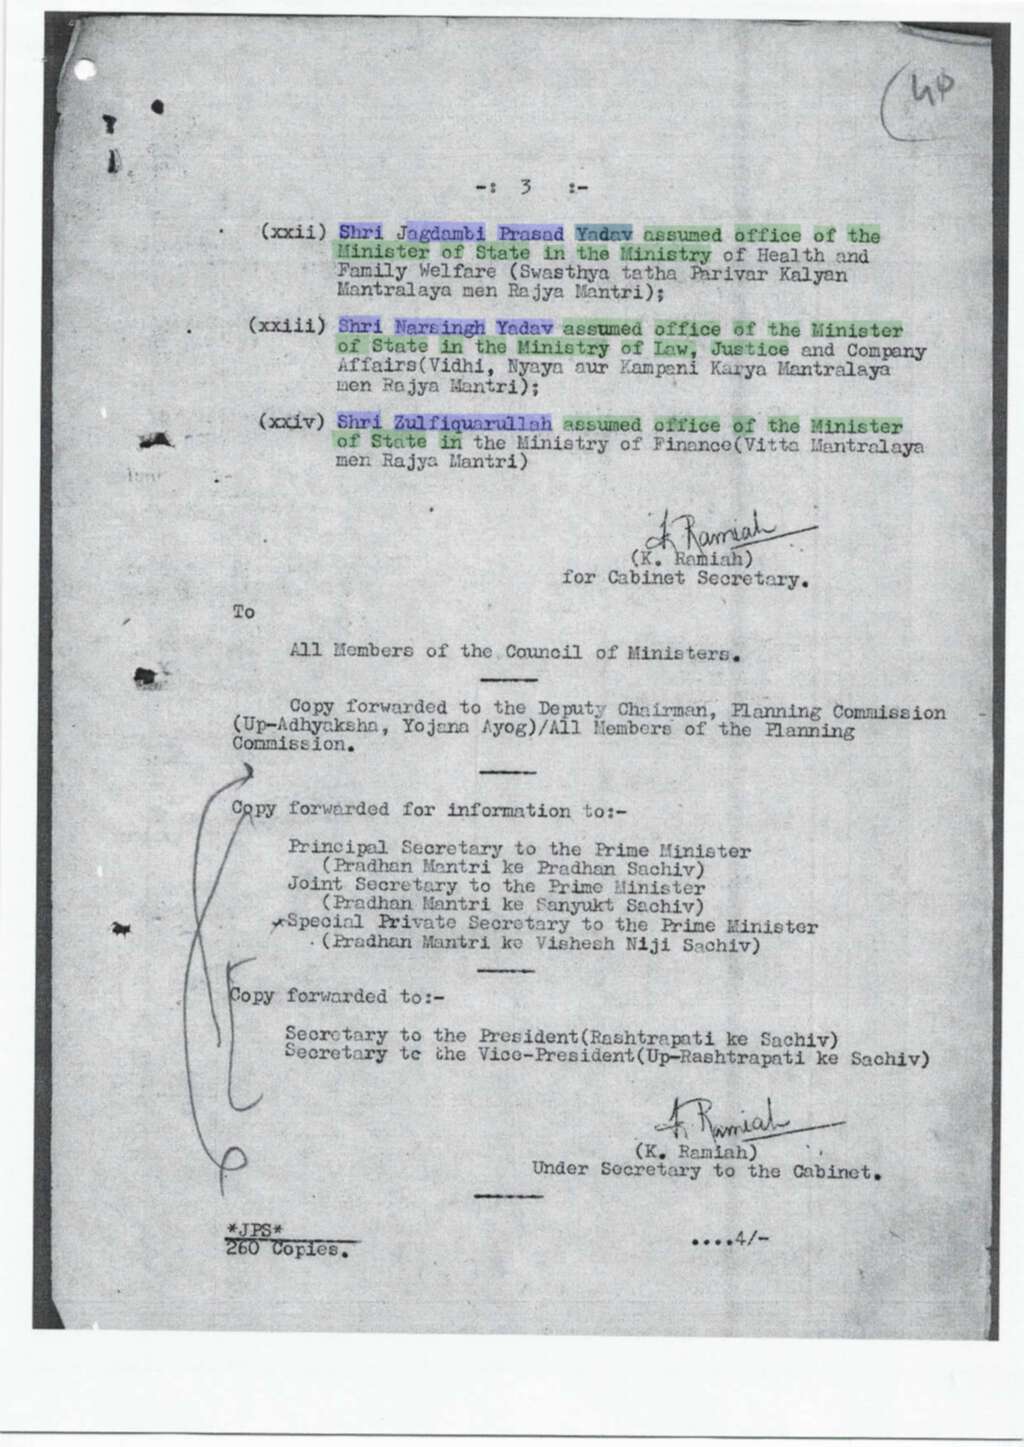 40
-: 3 :-
(xxii) Shri Jagdambi Prasad Yadav assumed office of the
Minister of State in the Ministry of Health and
Family Welfare (Swasthya tatha Parivar Kalyan
Mantralaya men Rajya Mantri);
(xxiii) Shri Narsingh Yadav assumed office of the Minister
of State in the Ministry of Law, Justice and Company
Affairs(Vidhi, Nyaya aur Kampani Karya Mantralaya
men Rajya Mantri);
(xxiv) Shri Zulfiquarullah assumed office of the Minister
of State in the Ministry of Finance(Vitta Mantralaya
men Rajya Mantri)
K Ramiah
(K. Ramiah)
for Cabinet Secretary.
To
All Members of the Council of Ministers.
Copy forwarded to the Deputy Chairman, Planning Commission
(Up-Adhyaksha, Yojana Ayog)/All Members of the Planning
Commission.
Copy forwarded for information to:-
Principal Secretary to the Prime Minister
(Pradhan Mantri ke Pradhan Sachiv)
Joint Secretary to the Prime Minister
(Pradhan Mantri ke Sanyukt Sachiv)
Special Private Secretary to the Prime Minister
(Pradhan Mantri ke Vishesh Niji Sachiv)
Copy forwarded to:-
Secretary to the President(Rashtrapati ke Sachiv)
Secretary to the Vice-President(Up-Rashtrapati ke Sachiv)
K Ramiah
(K. Ramiah)
Under Secretary to the Cabinet.
*JPS*
260 Copies.
....4/-